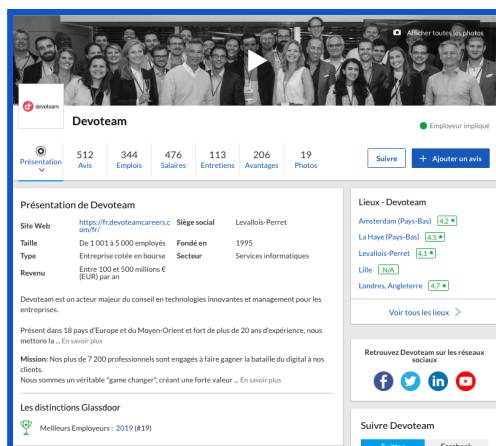 Afficher toutes les photos
devoteam
Devoteam
Employeur impliqué
Présentation
512
Avis
344
Emplois
476
Salaires
113
Entretiens
206
Avantages
19
Photos
Suivre
+ Ajouter un avis
Présentation de Devoteam
Site Web https://fr.devoteamcareers.c
om/fr/
Siège social Levallois-Perret
Taille De 1 001 à 5 000 employés Fondé en 1995
Type Entreprise cotée en bourse Secteur Services informatiques
Revenu Entre 100 et 500 millions €
(EUR) par an
Devoteam est un acteur majeur du conseil en technologies innovantes et management pour les
entreprises.
Présent dans 18 pays d'Europe et du Moyen-Orient et fort de plus de 20 ans d'expérience, nous
mettons la ... En savoir plus
Mission: Nos plus de 7 200 professionnels sont engagés à faire gagner la bataille du digital à nos
clients.
Nous sommes un véritable "game changer", créant une forte valeur ... En savoir plus
Les distinctions Glassdoor
Meilleurs Employeurs : 2019 (#19)
Lieux - Devoteam
Amsterdam (Pays-Bas) 4,2 ★
La Haye (Pays-Bas) 4,5 ★
Levallois-Perret 4,1 ★
Lille N/A
Londres, Angleterre 4,7 ★
Voir tous les lieux >
Retrouvez Devoteam sur les réseaux
sociaux
Suivre Devoteam
Twitter Facebook